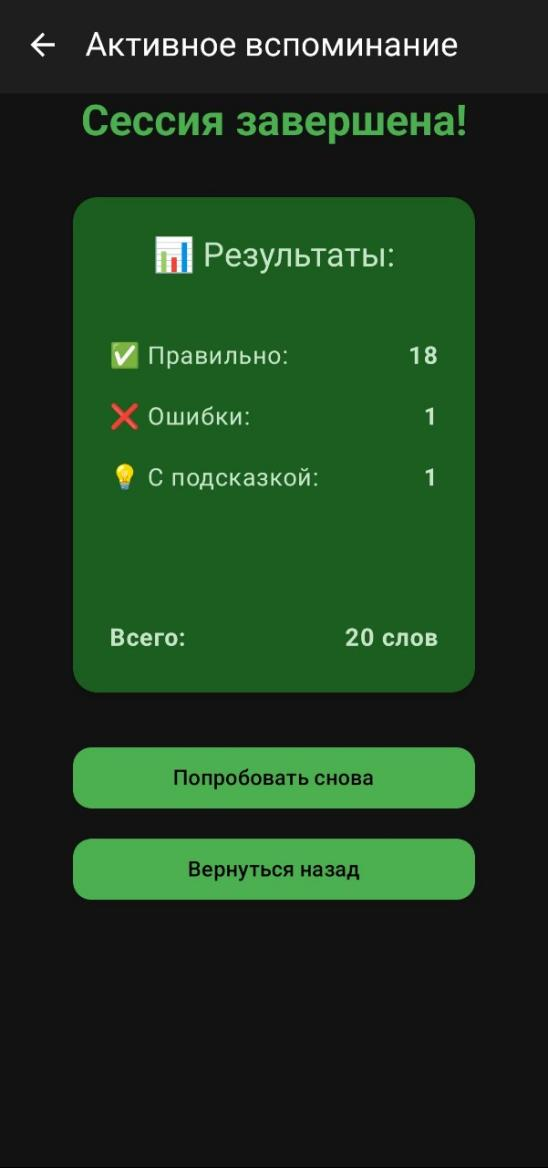 Активное вспоминание
Сессия завершена!
📊 Результаты:
✅ Правильно: 18
❌ Ошибки: 1
💡 С подсказкой: 1
Всего: 20 слов
Попробовать снова
Вернуться назад